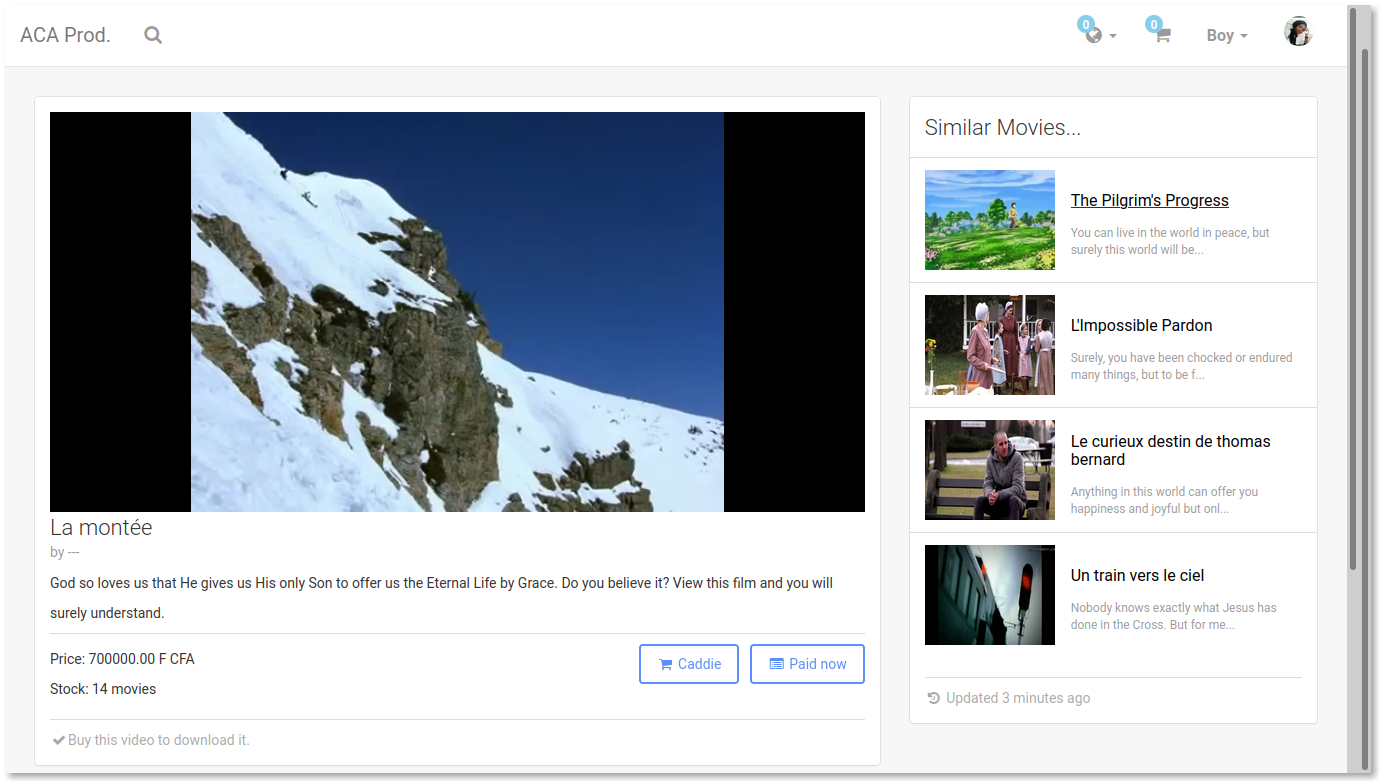 ACA Prod.
0
0
Boy
La montée
by ---
God so loves us that He gives us His only Son to offer us the Eternal Life by Grace. Do you believe it? View this film and you will
surely understand.
Price: 700000.00 F CFA
Caddie
Paid now
Stock: 14 movies
Buy this video to download it.
Similar Movies...
The Pilgrim's Progress
You can live in the world in peace, but
surely this world will be...
L'Impossible Pardon
Surely, you have been chocked or endured
many things, but to be f...
Le curieux destin de thomas
bernard
Anything in this world can offer you
happiness and joyful but onl...
Un train vers le ciel
Nobody knows exactly what Jesus has
done in the Cross. But for me...
Updated 3 minutes ago